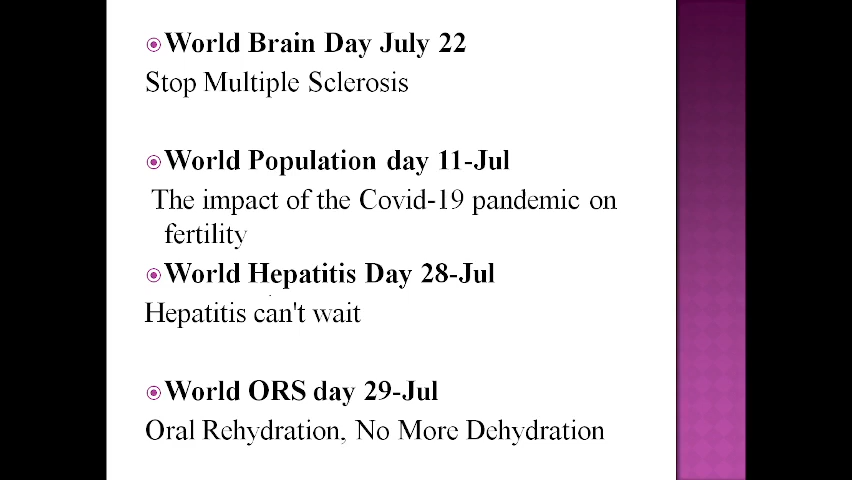 World Brain Day July 22
Stop Multiple Sclerosis
World Population day 11-Jul
The impact of the Covid-19 pandemic on
fertility
World Hepatitis Day 28-Jul
Hepatitis can't wait
World ORS day 29-Jul
Oral Rehydration, No More Dehydration